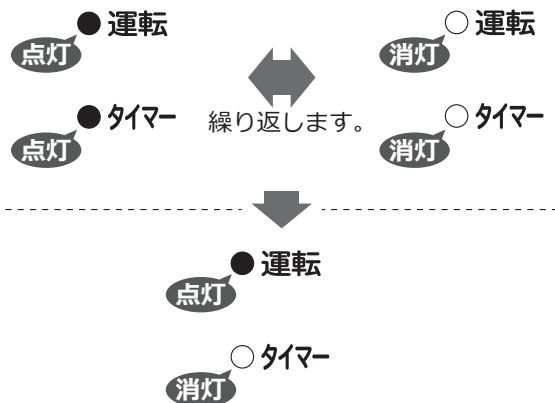 ● 運転
点灯
○ 運転
消灯
● タイマー
点灯
繰り返します。
○ タイマー
消灯
● 運転
点灯
○ タイマー
消灯